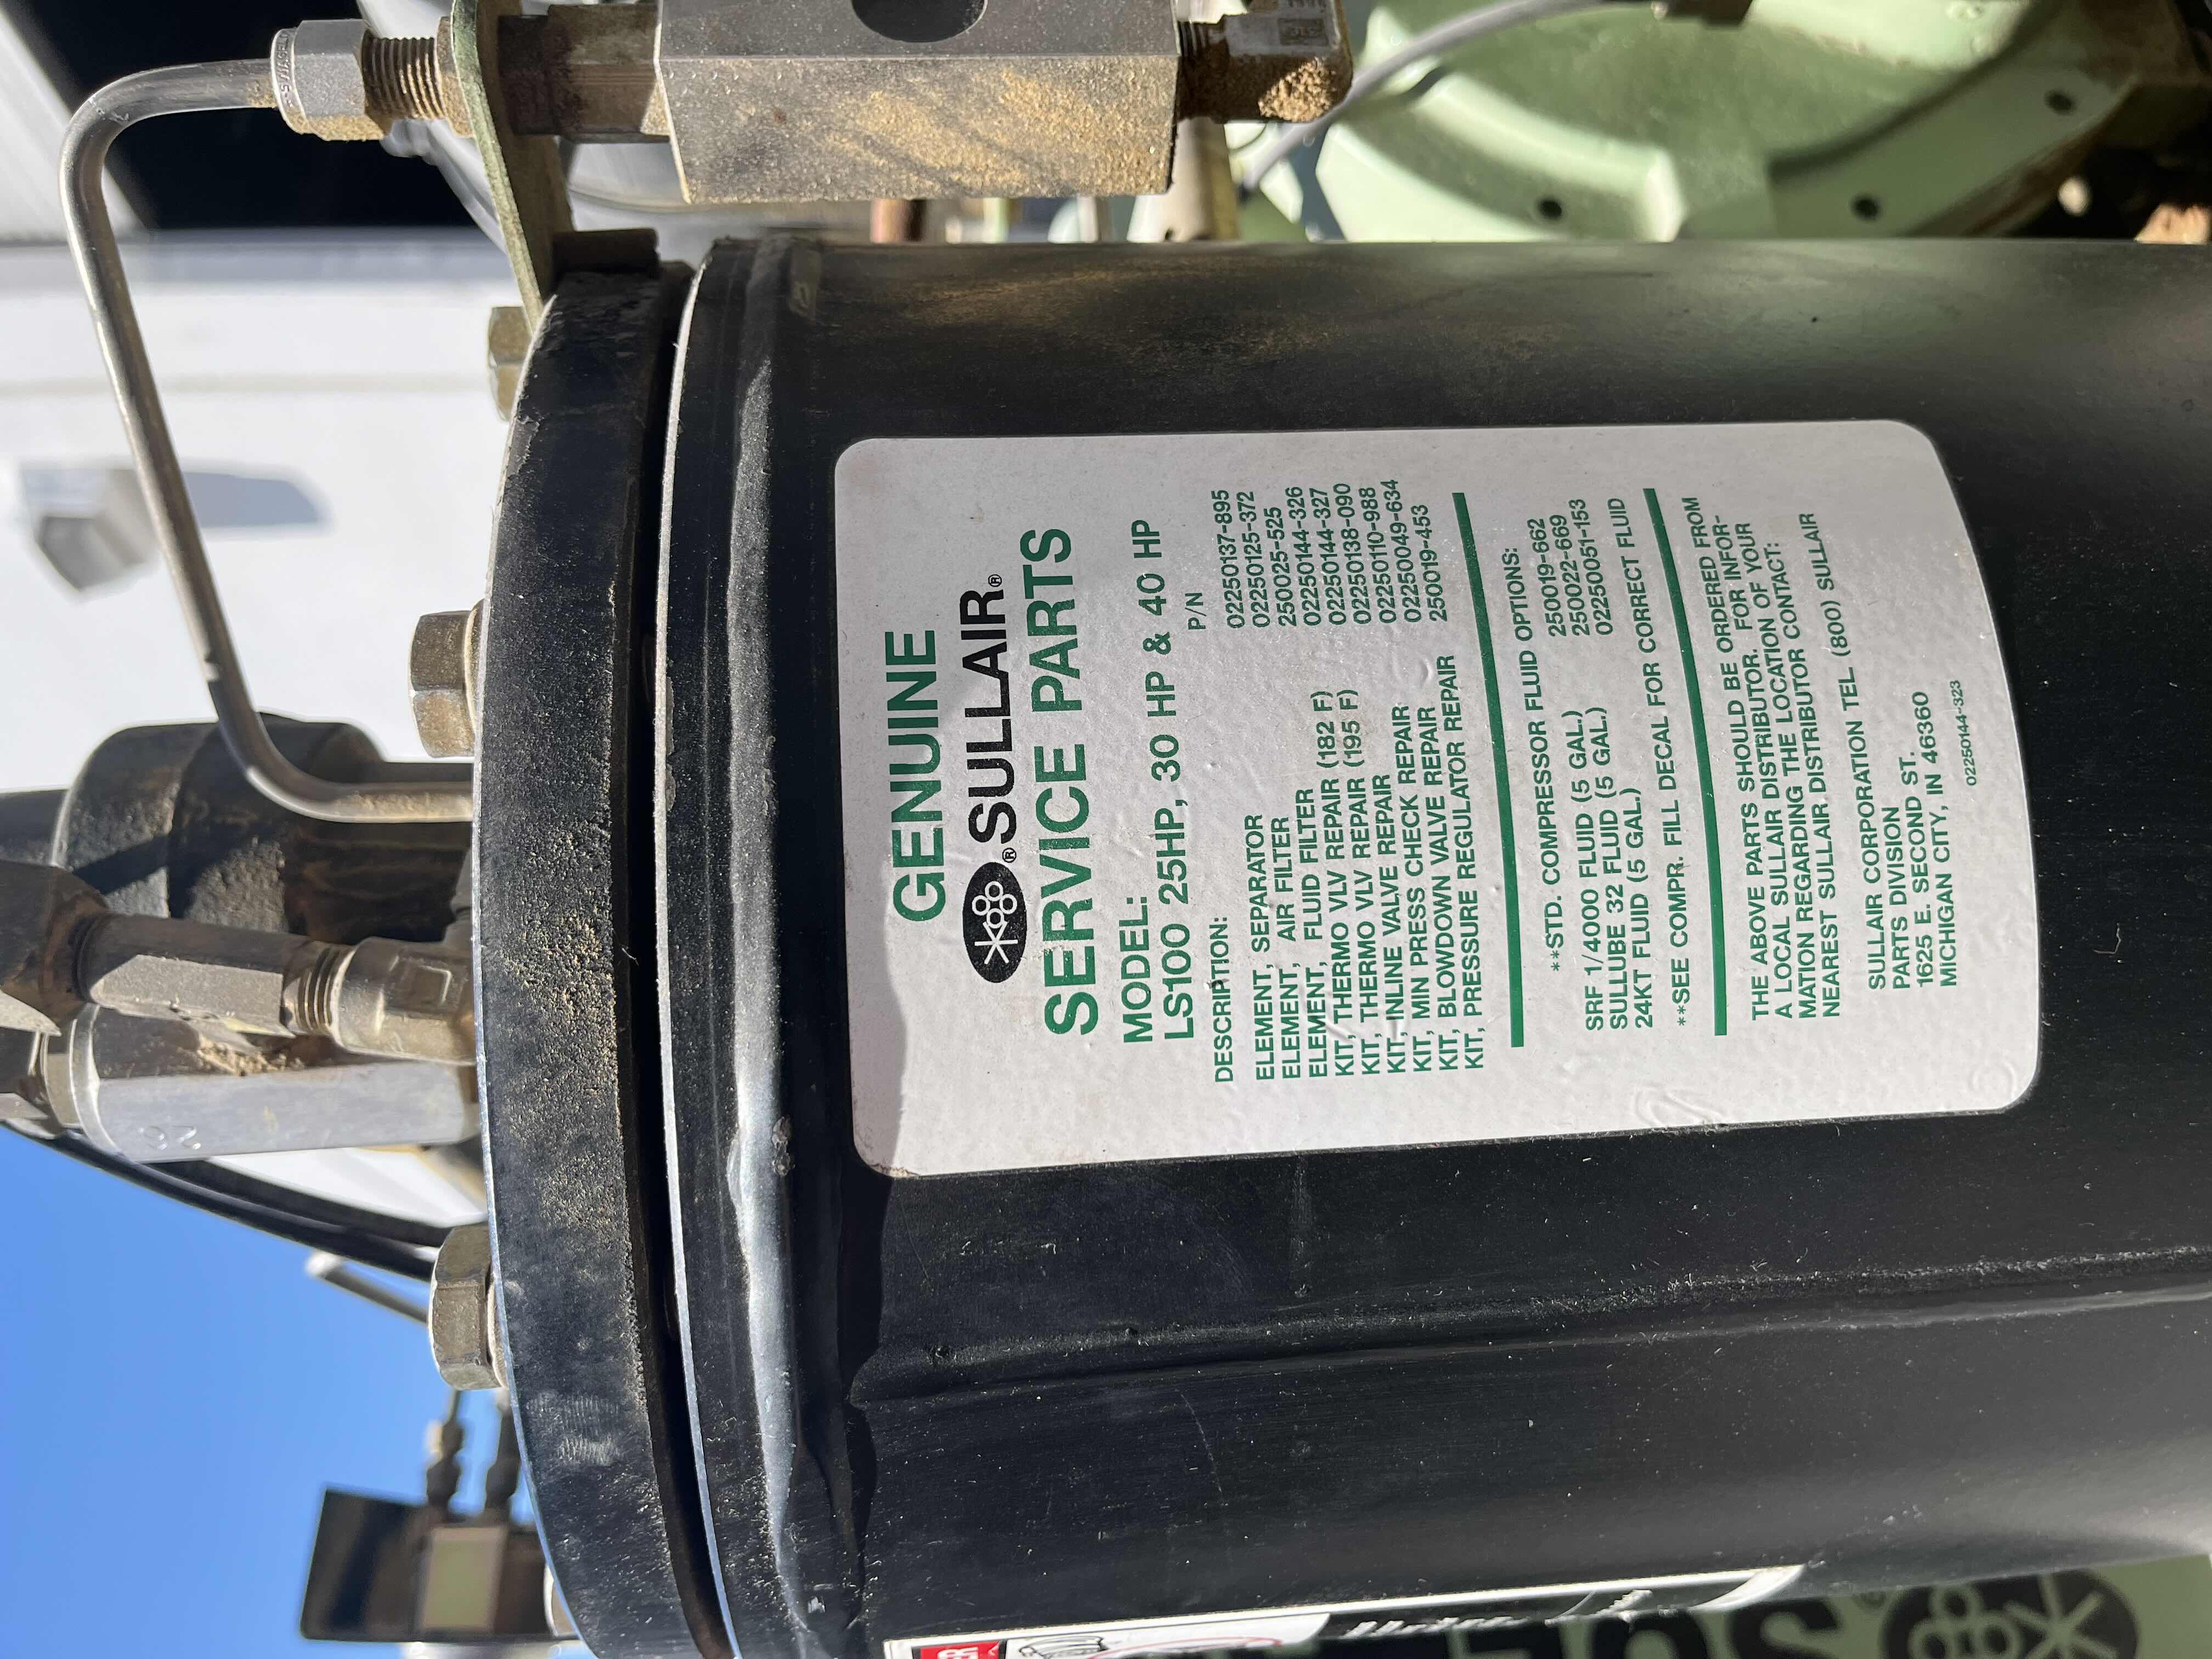 GENUINE
® SULLAIR®
SERVICE PARTS
MODEL:
LS100 25HP, 30 HP & 40 HP
DESCRIPTION: P/N
ELEMENT, SEPARATOR 02250137-895
ELEMENT, AIR FILTER 02250125-372
ELEMENT, FLUID FILTER 250025-525
KIT, THERMO VLV REPAIR (182 F) 02250144-326
KIT, THERMO VLV REPAIR (195 F) 02250144-327
KIT, INLINE VALVE REPAIR 02250138-090
KIT, MIN PRESS CHECK REPAIR 02250110-988
KIT, BLOWDOWN VALVE REPAIR 02250049-634
KIT, PRESSURE REGULATOR REPAIR 250019-453
**STD. COMPRESSOR FLUID OPTIONS:
SRF 1/4000 FLUID (5 GAL.) 250019-662
SULLUBE 32 FLUID (5 GAL.) 250022-669
24KT FLUID (5 GAL) 02250051-153
**SEE COMPR. FILL DECAL FOR CORRECT FLUID
THE ABOVE PARTS SHOULD BE ORDERED FROM
A LOCAL SULLAIR DISTRIBUTOR. FOR INFOR-
MATION REGARDING THE LOCATION OF YOUR
NEAREST SULLAIR DISTRIBUTOR CONTACT:
SULLAIR CORPORATION TEL (800) SULLAIR
PARTS DIVISION
1625 E. SECOND ST.
MICHIGAN CITY, IN 46360
02250144-323